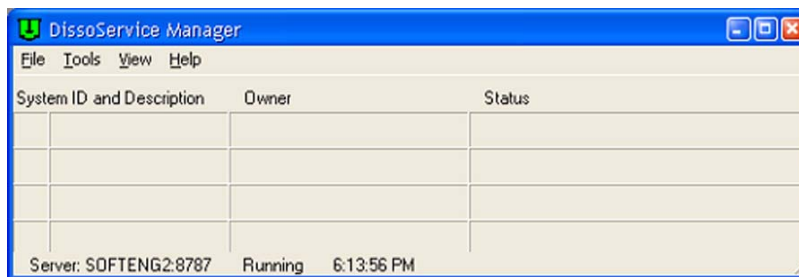 DissoService Manager
File Tools View Help
System ID and Description Owner Status
Server: SOFTENG2:8787 Running 6:13:56 PM